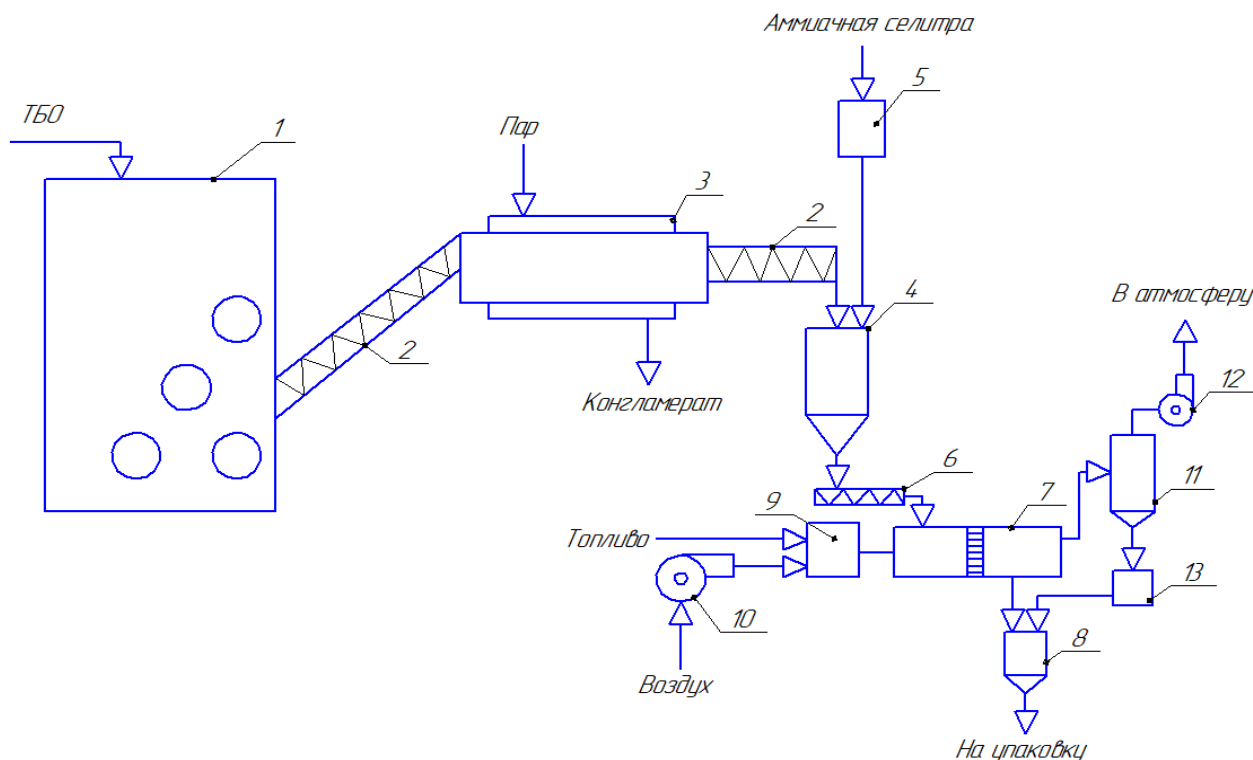 Аммиачная селитра
5
ТБО
1
Пар
3
2
4
В атмосферу
2
12
Конгламерат
6
7
11
9
Топливо
13
10
8
Воздух
На упаковку